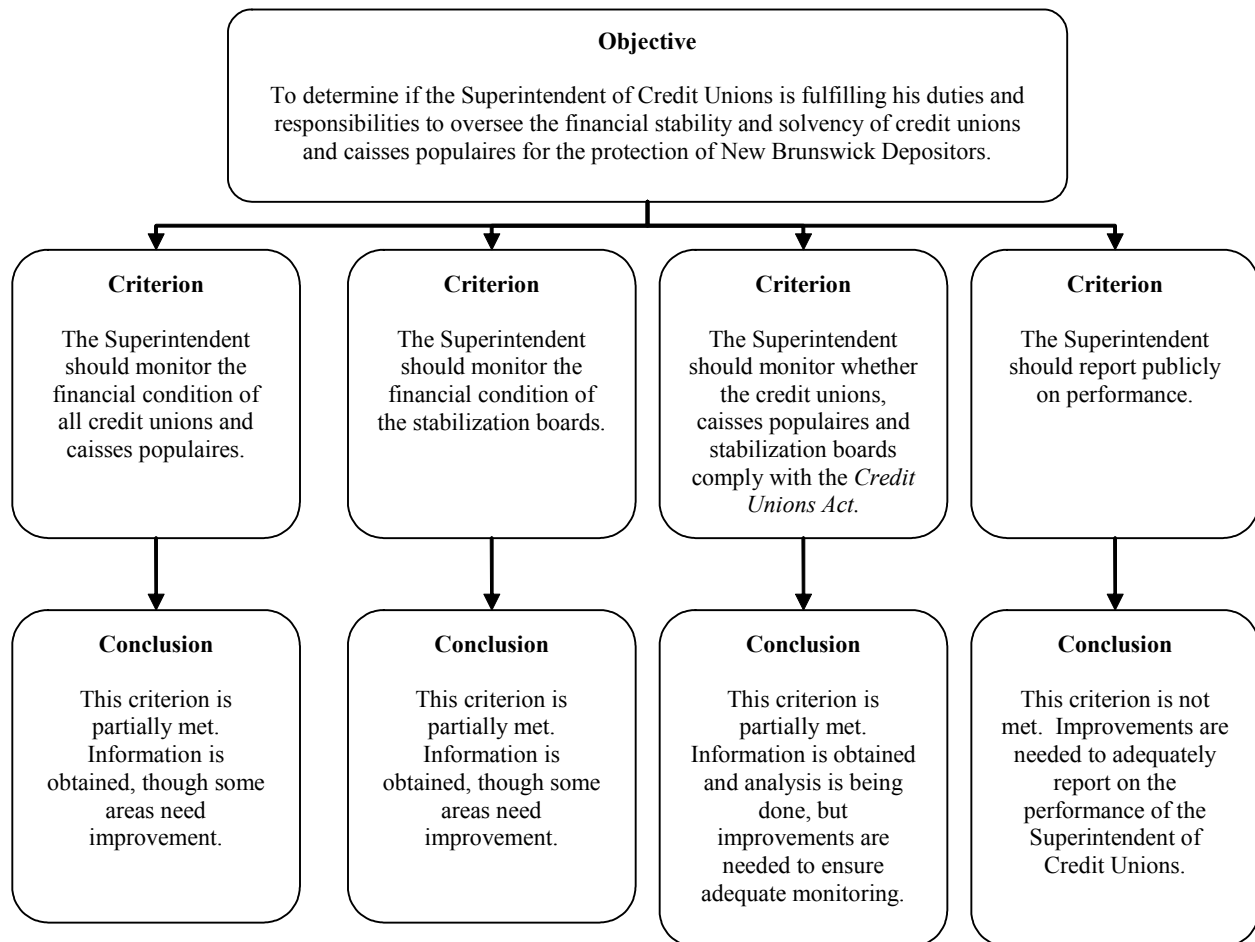 Objective
To determine if the Superintendent of Credit Unions is fulfilling his duties and
responsibilities to oversee the financial stability and solvency of credit unions
and caisses populaires for the protection of New Brunswick Depositors.
Criterion
The Superintendent
should monitor the
financial condition of
all credit unions and
caisses populaires.
Criterion
The Superintendent
should monitor the
financial condition of
the stabilization boards.
Criterion
The Superintendent
should monitor whether
the credit unions,
caisses populaires and
stabilization boards
comply with the Credit
Unions Act.
Criterion
The Superintendent
should report publicly
on performance.
Conclusion
This criterion is
partially met.
Information is
obtained, though some
areas need
improvement.
Conclusion
This criterion is
partially met.
Information is
obtained, though some
areas need
improvement.
Conclusion
This criterion is
partially met.
Information is obtained
and analysis is being
done, but
improvements are
needed to ensure
adequate monitoring.
Conclusion
This criterion is not
met.  Improvements are
needed to adequately
report on the
performance of the
Superintendent of
Credit Unions.